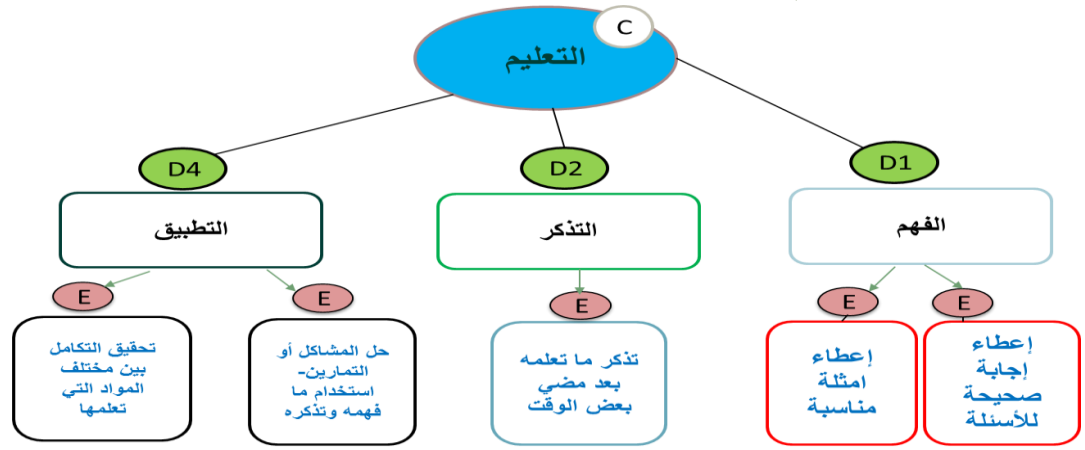 C
التعليم
D1
D2
D4
الفهم
التذكر
التطبيق
E
E
E
E
E
إعطاء
إجابة
صحيحة
للأسئلة
إعطاء
امثلة
مناسبة
تذكر ما تعلمه
بعد مضي
بعض الوقت
حل المشاكل أو
التمارين-
استخدام ما
فهمه وتذكره
تحقيق التكامل
بين مختلف
المواد التي
تعلمها